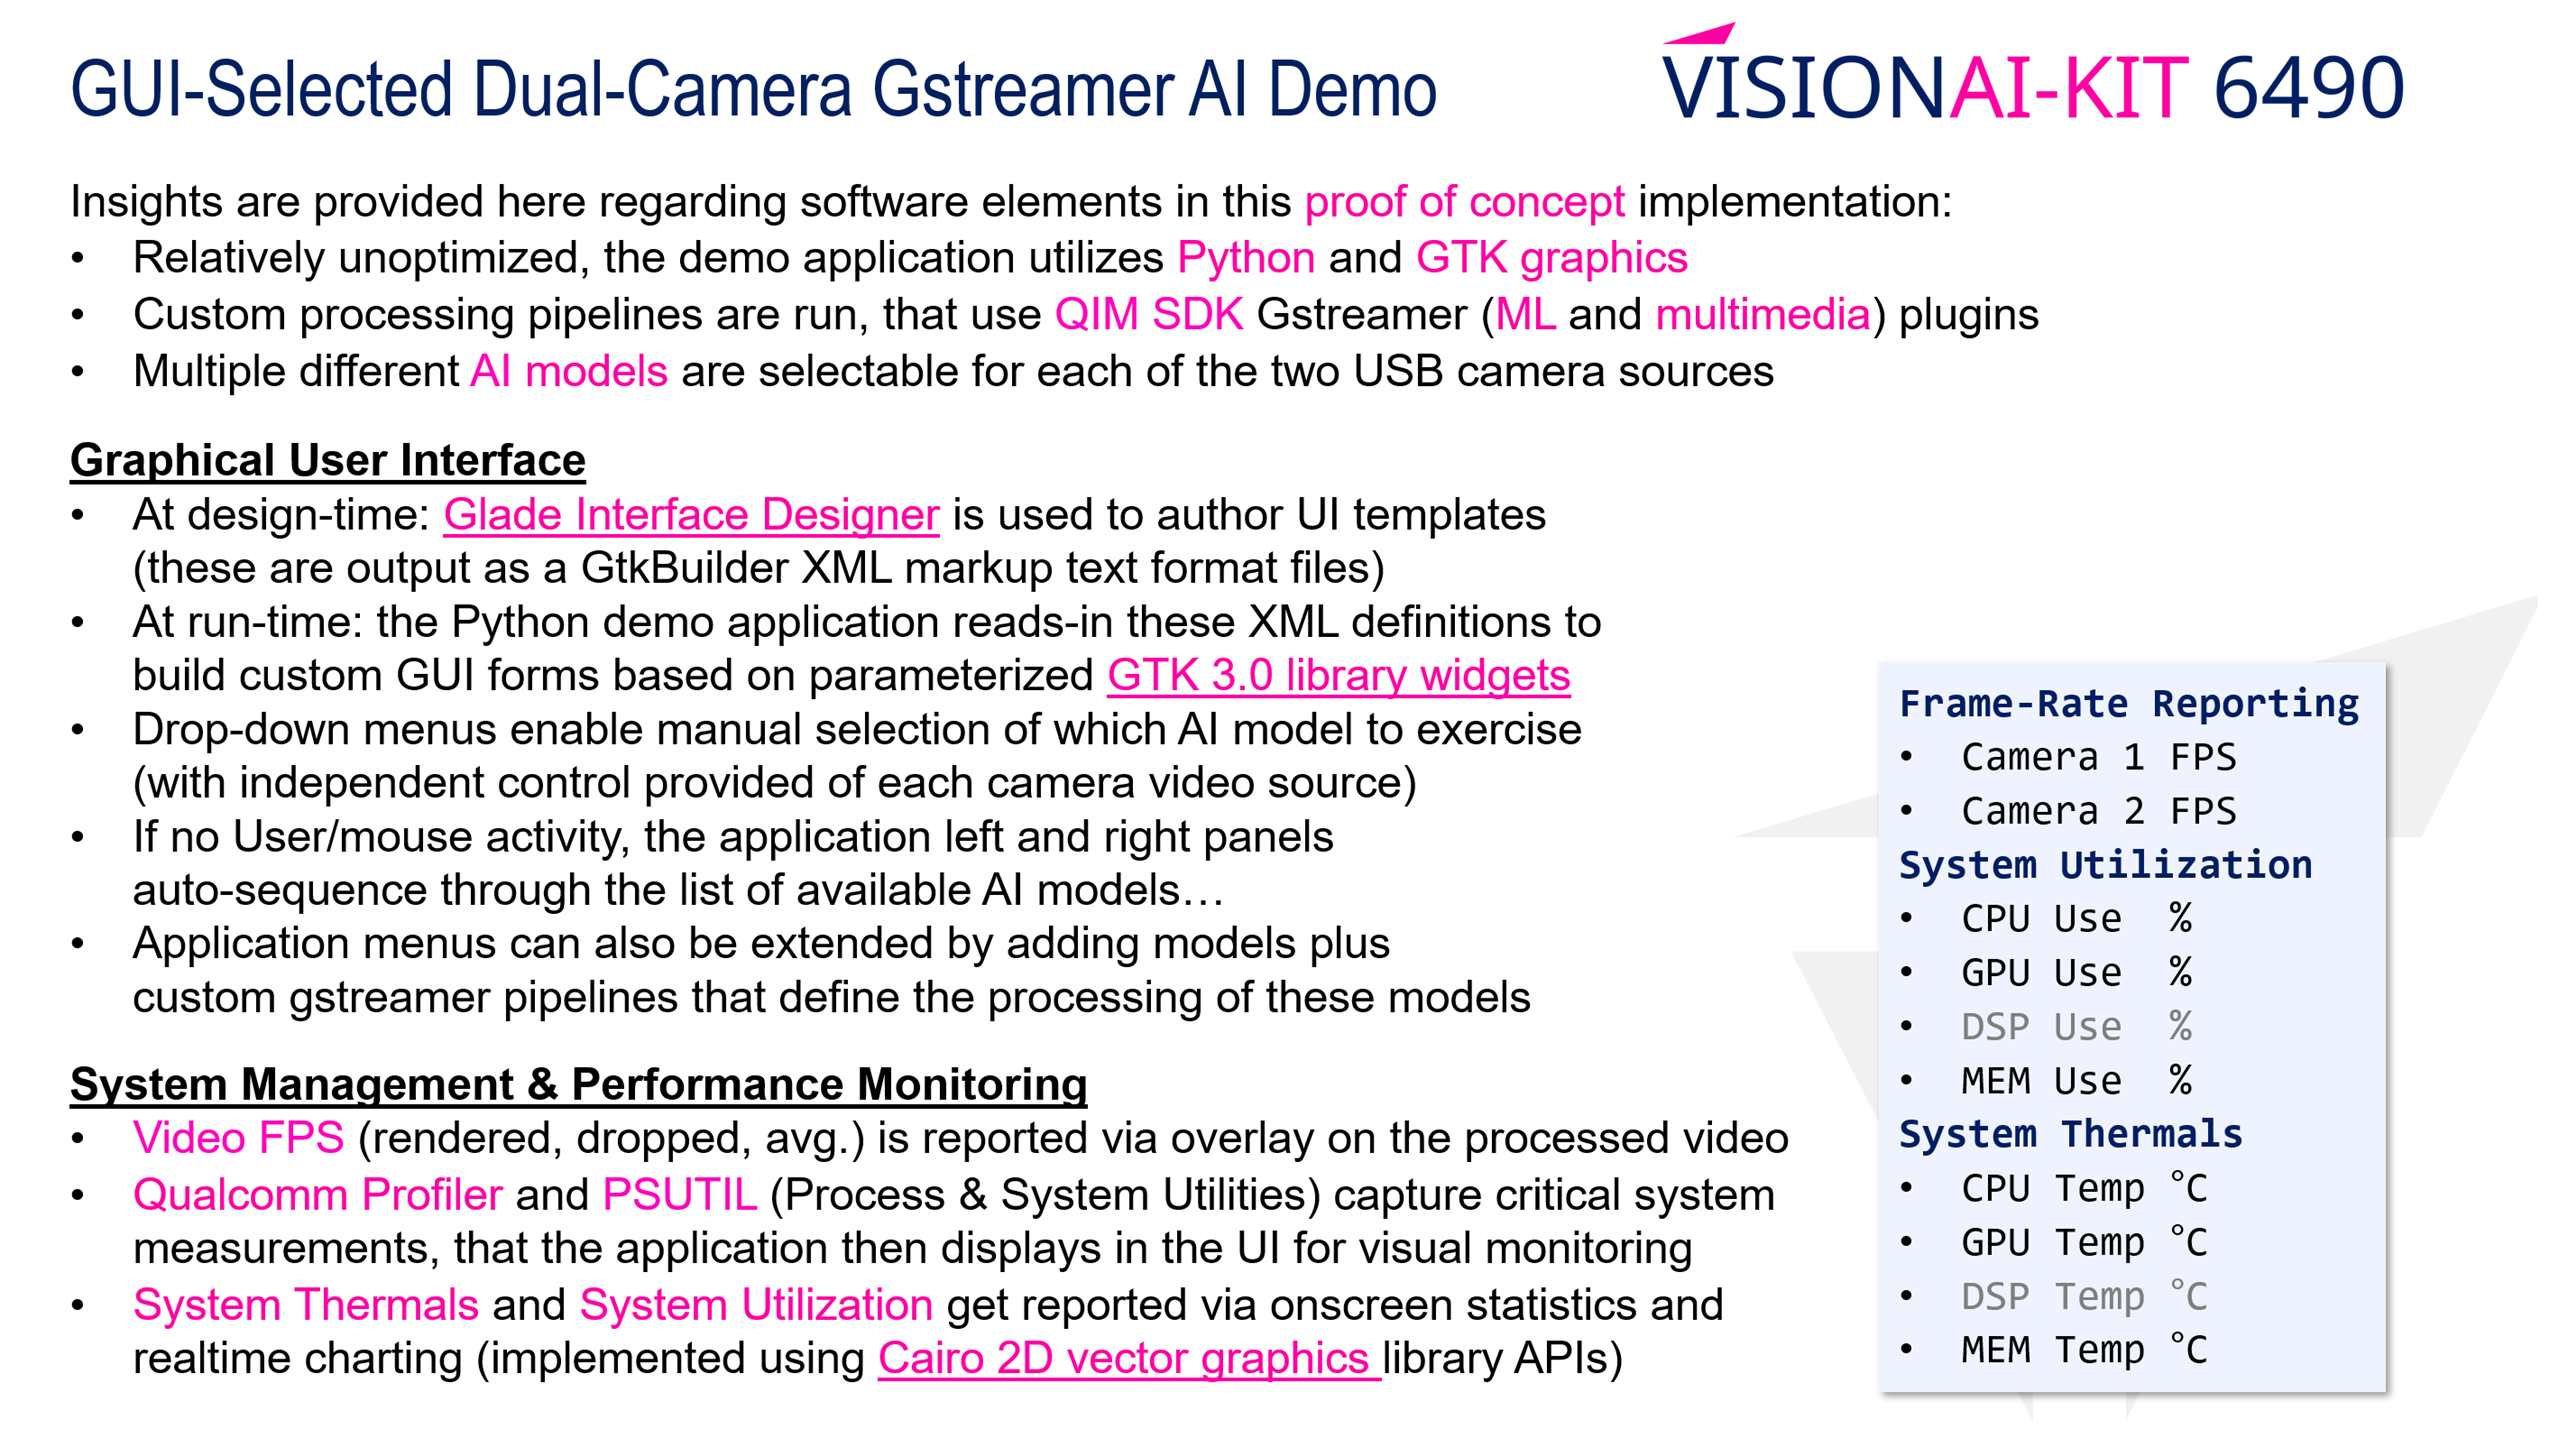 GUI-Selected Dual-Camera Gstreamer AI Demo
VISIONAI-KIT 6490
Insights are provided here regarding software elements in this proof of concept implementation:
• Relatively unoptimized, the demo application utilizes Python and GTK graphics
• Custom processing pipelines are run, that use QIM SDK Gstreamer (ML and multimedia) plugins
• Multiple different AI models are selectable for each of the two USB camera sources
Graphical User Interface
• At design-time: Glade Interface Designer is used to author UI templates
(these are output as a GtkBuilder XML markup text format files)
• At run-time: the Python demo application reads-in these XML definitions to
build custom GUI forms based on parameterized GTK 3.0 library widgets
• Drop-down menus enable manual selection of which AI model to exercise
(with independent control provided of each camera video source)
• If no User/mouse activity, the application left and right panels
auto-sequence through the list of available AI models…
• Application menus can also be extended by adding models plus
custom gstreamer pipelines that define the processing of these models
System Management & Performance Monitoring
• Video FPS (rendered, dropped, avg.) is reported via overlay on the processed video
• Qualcomm Profiler and PSUTIL (Process & System Utilities) capture critical system
measurements, that the application then displays in the UI for visual monitoring
• System Thermals and System Utilization get reported via onscreen statistics and
realtime charting (implemented using Cairo 2D vector graphics library APIs)
Frame-Rate Reporting
• Camera 1 FPS
• Camera 2 FPS
System Utilization
• CPU Use %
• GPU Use %
• DSP Use %
• MEM Use %
System Thermals
• CPU Temp °C
• GPU Temp °C
• DSP Temp °C
• MEM Temp °C